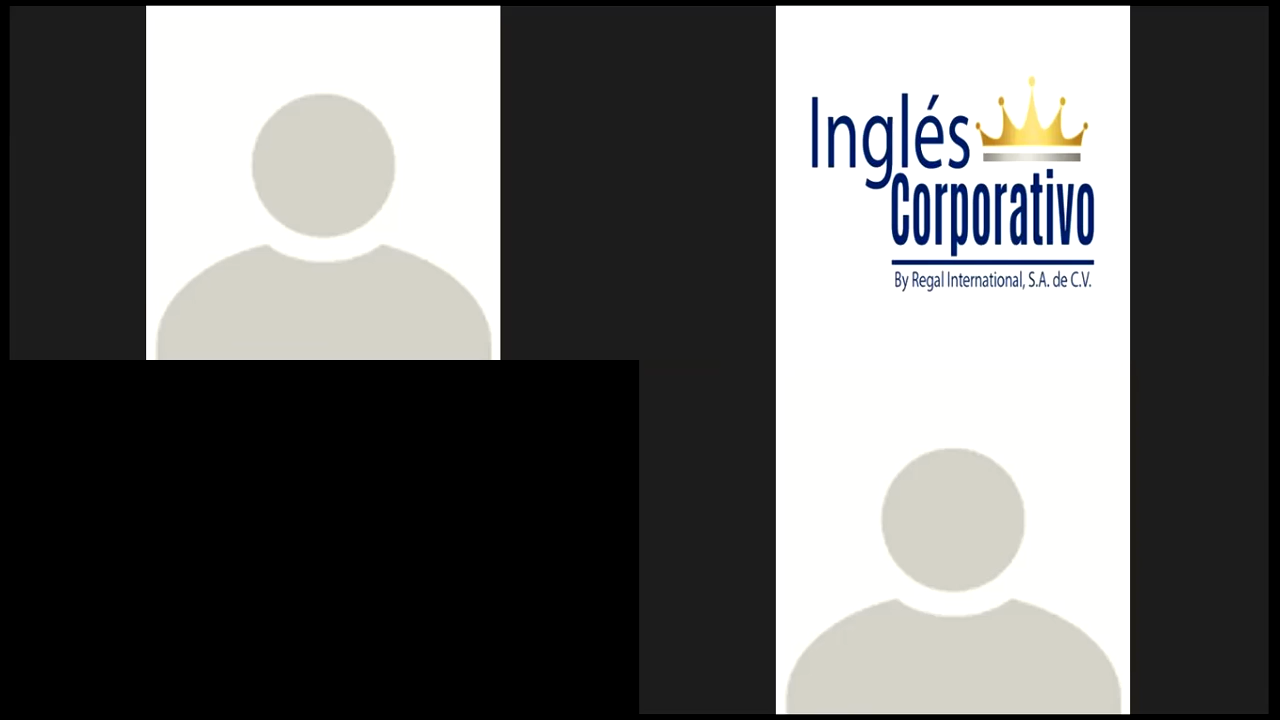 Inglés
Corporativo
By Regal International, S.A. de C.V.